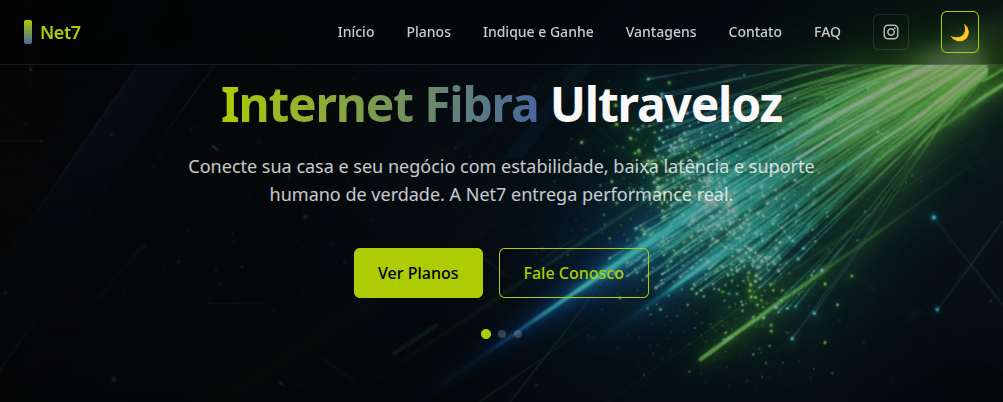 Net7
Início Planos Indique e Ganhe Vantagens Contato FAQ
Internet Fibra Ultraveloz
Conecte sua casa e seu negócio com estabilidade, baixa latência e suporte
humano de verdade. A Net7 entrega performance real.
Ver Planos Fale Conosco